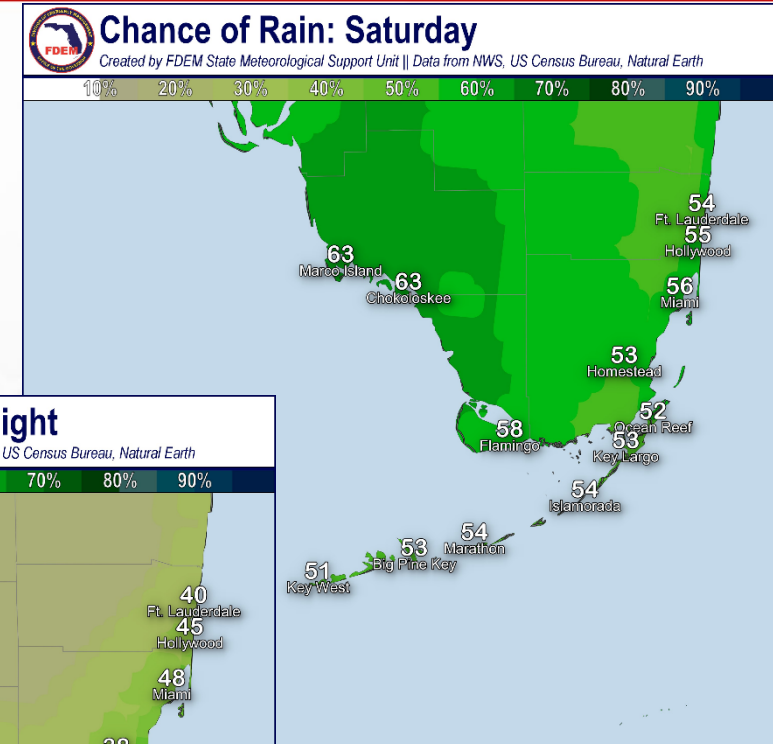 FDEM
Chance of Rain: Saturday
Created by FDEM State Meteorological Support Unit || Data from NWS, US Census Bureau, Natural Earth
10% 20% 30% 40% 50% 60% 70% 80% 90%
54
Ft. Lauderdale
55
Hollywood
63
Marco Island
63
Chokoloskee
56
Miami
53
Homestead
52
Ocean Reef
58
Flamingo
53
Key Largo
54
Islamorada
54
Marathon
53
Big Pine Key
51
Key West
ight
US Census Bureau, Natural Earth
70% 80% 90%
40
Ft. Lauderdale
45
Hollywood
48
Miami